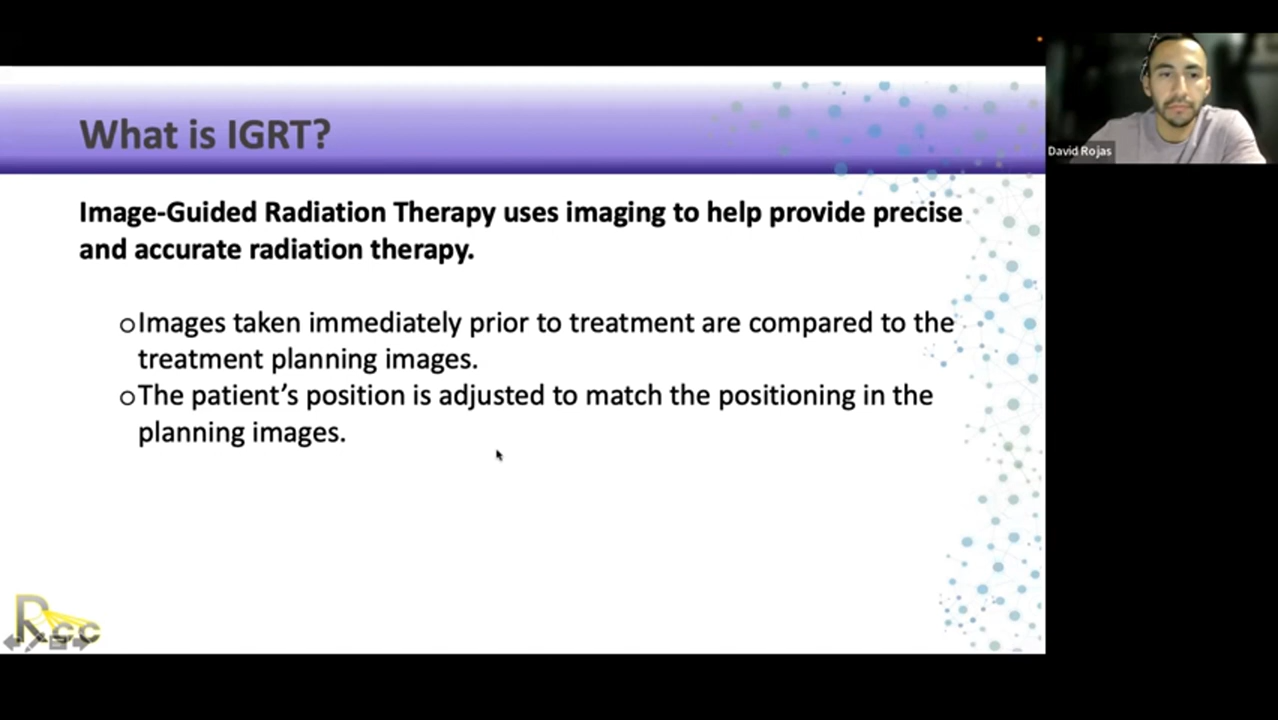 What is IGRT?
David Rojas
Image-Guided Radiation Therapy uses imaging to help provide precise
and accurate radiation therapy.
oImages taken immediately prior to treatment are compared to the
treatment planning images.
oThe patient’s position is adjusted to match the positioning in the
planning images.
Rcc